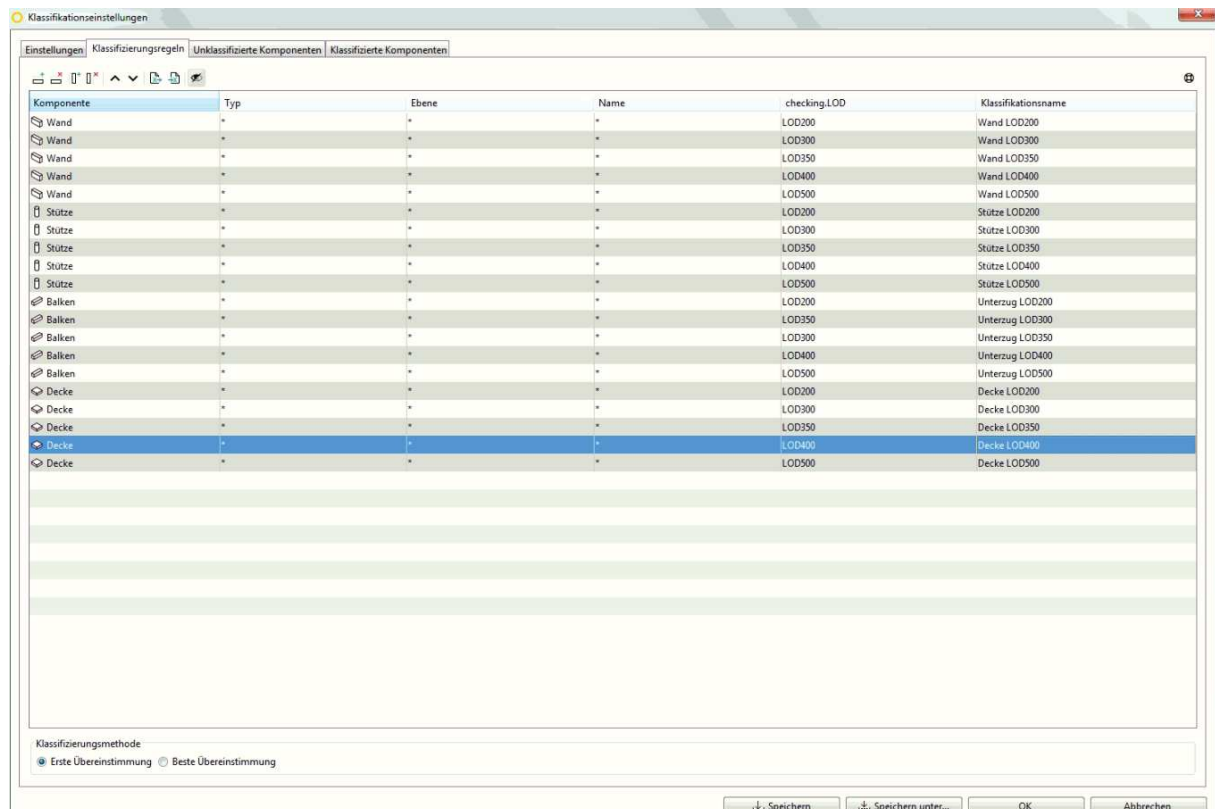 Klassifikationseinstellungen
Einstellungen Klassifizierungsregeln Unklassifizierte Komponenten Klassifizierte Komponenten
Komponente Typ Ebene Name checking.LOD Klassifikationsname
Wand * * * LOD200 Wand LOD200
Wand * * * LOD300 Wand LOD300
Wand * * * LOD350 Wand LOD350
Wand * * * LOD400 Wand LOD400
Wand * * * LOD500 Wand LOD500
Stütze * * * LOD200 Stütze LOD200
Stütze * * * LOD300 Stütze LOD300
Stütze * * * LOD350 Stütze LOD350
Stütze * * * LOD400 Stütze LOD400
Stütze * * * LOD500 Stütze LOD500
Balken * * * LOD200 Unterzug LOD200
Balken * * * LOD350 Unterzug LOD300
Balken * * * LOD300 Unterzug LOD350
Balken * * * LOD400 Unterzug LOD400
Balken * * * LOD500 Unterzug LOD500
Decke * * * LOD200 Decke LOD200
Decke * * * LOD300 Decke LOD300
Decke * * * LOD350 Decke LOD350
Decke * * * LOD400 Decke LOD400
Decke * * * LOD500 Decke LOD500
Klassifizierungsmethode
Erste Übereinstimmung Beste Übereinstimmung
Speichern Speichern unter... OK Abbrechen